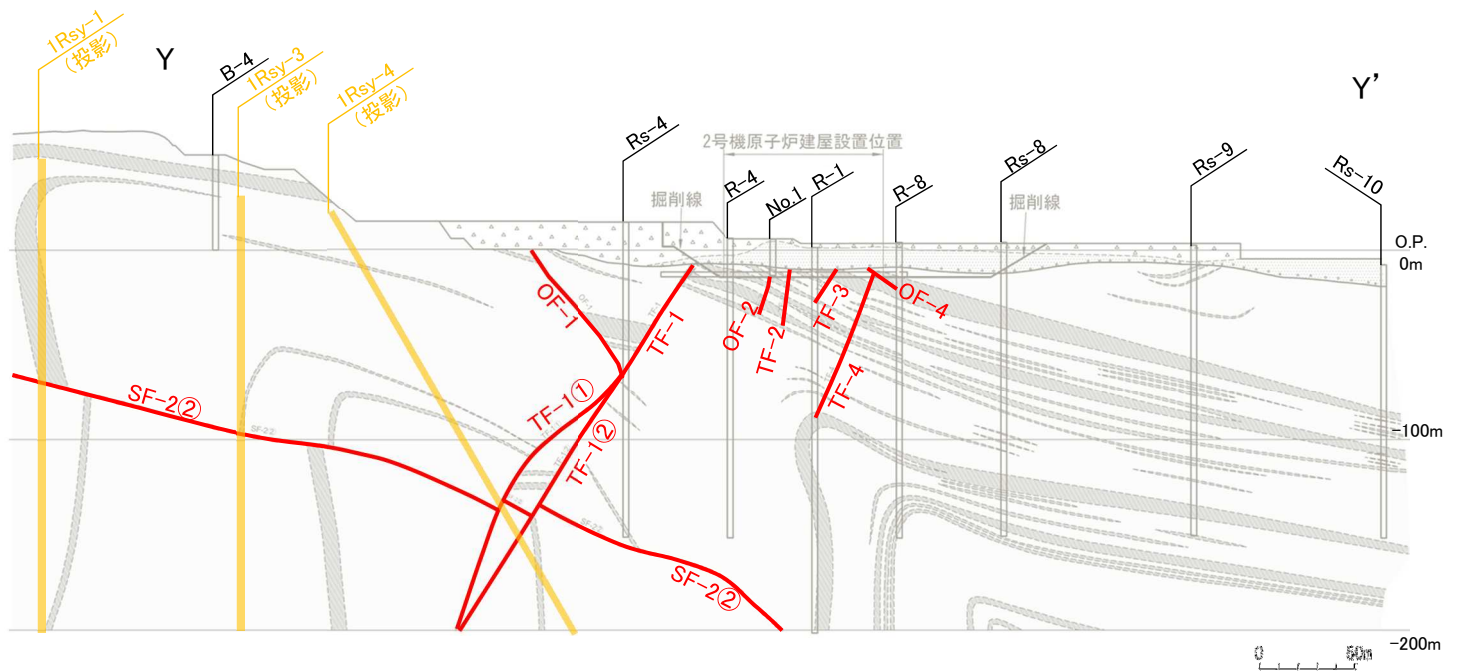 1Rsy-1
(投影)
Y
B-4
1Rsy-3
(投影)
1Rsy-4
(投影)
Rs-4
2号機原子炉建屋設置位置
R-4
No.1
R-1
R-8
Rs-8
Rs-9
Rs-10
Y’
掘削線
掘削線
O.P.
0m
OF-1
TF-1
OF-2
TF-2
TF-3
OF-4
TF-4
TF-1①
TF-1②
SF-2②
SF-2②
-100m
-200m
0
50m